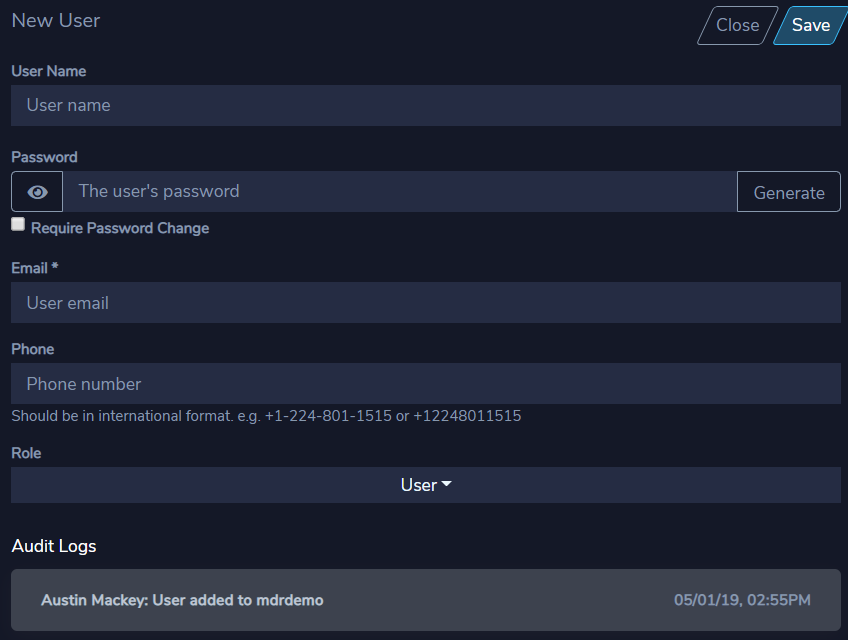 New User
Close
Save
User Name
User name
Password
The user's password
Generate
Require Password Change
Email *
User email
Phone
Phone number
Should be in international format. e.g. +1-224-801-1515 or +12248011515
Role
User
Audit Logs
Austin Mackey: User added to mdrdemo
05/01/19, 02:55PM